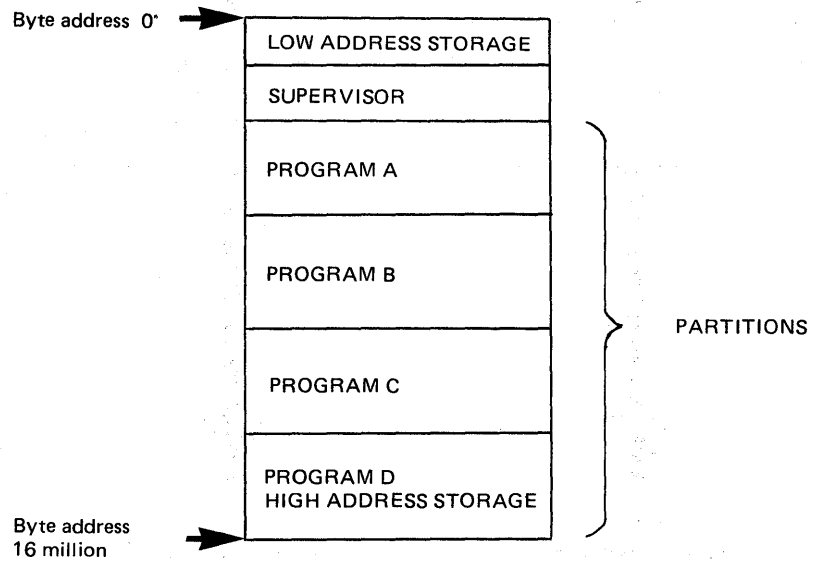 Byte address 0*
LOW ADDRESS STORAGE
SUPERVISOR
PROGRAM A
PROGRAM B
PARTITIONS
PROGRAM C
PROGRAM D
HIGH ADDRESS STORAGE
Byte address
16 million